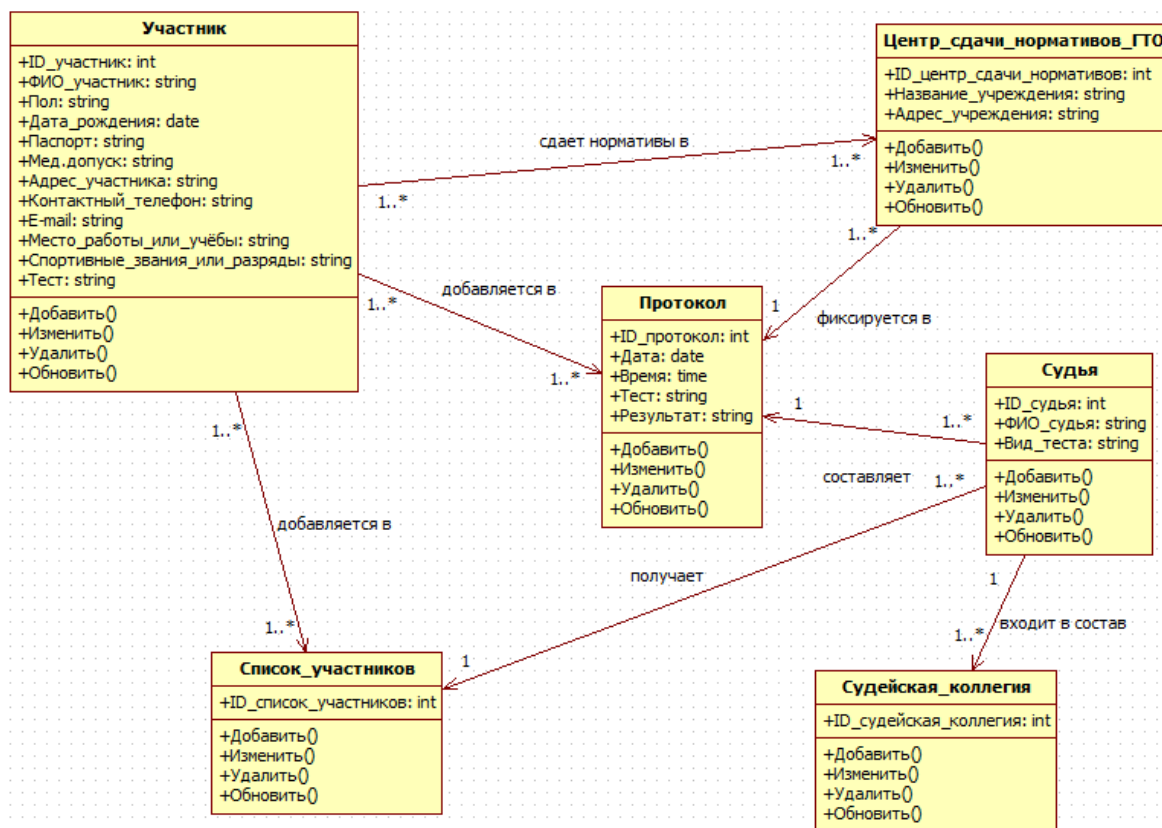 Участник
+ID_участник: int
+ФИО_участник: string
+Пол: string
+Дата_рождения: date
+Паспорт: string
+Мед.допуск: string
+Адрес_участника: string
+Контактный_телефон: string
+E-mail: string
+Место_работы_или_учёбы: string
+Спортивные_звания_или_разряды: string
+Тест: string
+Добавить()
+Изменить()
+Удалить()
+Обновить()
Центр_сдачи_нормативов_ГТО
+ID_центр_сдачи_нормативов: int
+Название_учреждения: string
+Адрес_учреждения: string
+Добавить()
+Изменить()
+Удалить()
+Обновить()
сдает нормативы в
1..*
1..*
добавляется в
1..*
1..*
1..*
1
фиксируется в
Протокол
+ID_протокол: int
+Дата: date
+Время: time
+Тест: string
+Результат: string
+Добавить()
+Изменить()
+Удалить()
+Обновить()
Судья
+ID_судья: int
+ФИО_судья: string
+Вид_теста: string
+Добавить()
+Изменить()
+Удалить()
+Обновить()
1
1..*
составляет
1..*
получает
1
1..*
добавляется в
1..*
1
1..*
входит в состав
Список_участников
+ID_список_участников: int
+Добавить()
+Изменить()
+Удалить()
+Обновить()
Судейская_коллегия
+ID_судейская_коллегия: int
+Добавить()
+Изменить()
+Удалить()
+Обновить()